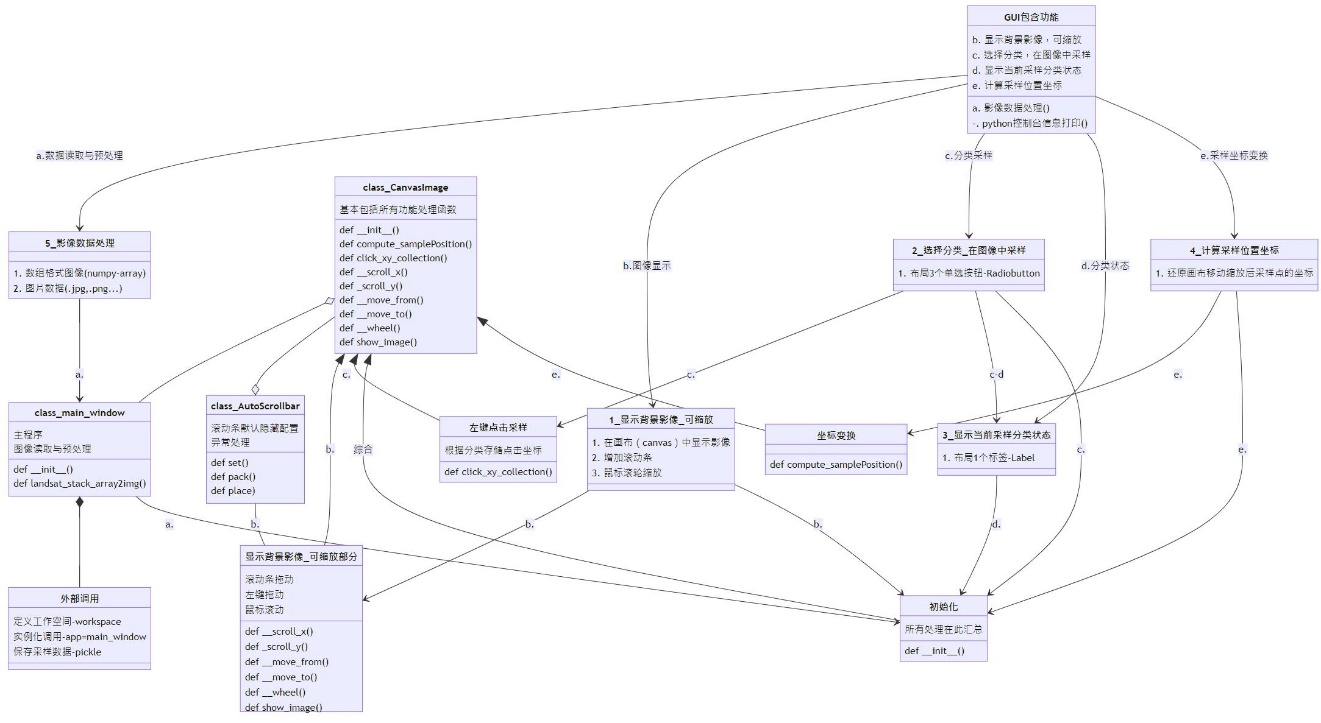 GUI包含功能
b. 显示背景影像，可缩放
c. 选择分类，在图像中采样
d. 显示当前采样分类状态
e. 计算采样位置坐标
a. 影像数据处理()
-. python控制台信息打印()
a.数据读取与预处理
c.分类采样
e.采样坐标变换
b.图像显示
d.分类状态
class_CanvasImage
基本包括所有功能处理函数
def __init__()
def compute_samplePosition()
def click_xy_collection()
def __scroll_x()
def _scroll_y()
def __move_from()
def __move_to()
def __wheel()
def show_image()
5_影像数据处理
1. 数组格式图像(numpy-array)
2. 图片数据(.jpg,.png...)
2_选择分类_在图像中采样
1. 布局3个单选按钮-Radiobutton
4_计算采样位置坐标
1. 还原画布移动缩放后采样点的坐标
a.
c.
e.
c.
c-d
e.
class_main_window
主程序
图像读取与预处理
def __init__()
def landsat_stack_array2img()
class_AutoScrollbar
滚动条默认隐藏配置
异常处理
def set()
def pack()
def place)
b.
综合
左键点击采样
根据分类存储点击坐标
def click_xy_collection()
1_显示背景影像_可缩放
1. 在画布（canvas）中显示影像
2. 增加滚动条
3. 鼠标滚轮缩放
坐标变换
def compute_samplePosition()
3_显示当前采样分类状态
1. 布局1个标签-Label
c.
e.
a.
b.
b.
b.
d.
外部调用
定义工作空间-workspace
实例化调用-app=main_window
保存采样数据-pickle
显示背景影像_可缩放部分
滚动条拖动
左键拖动
鼠标滚动
def __scroll_x()
def _scroll_y()
def __move_from()
def __move_to()
def __wheel()
def show_image()
初始化
所有处理在此汇总
def __init__()